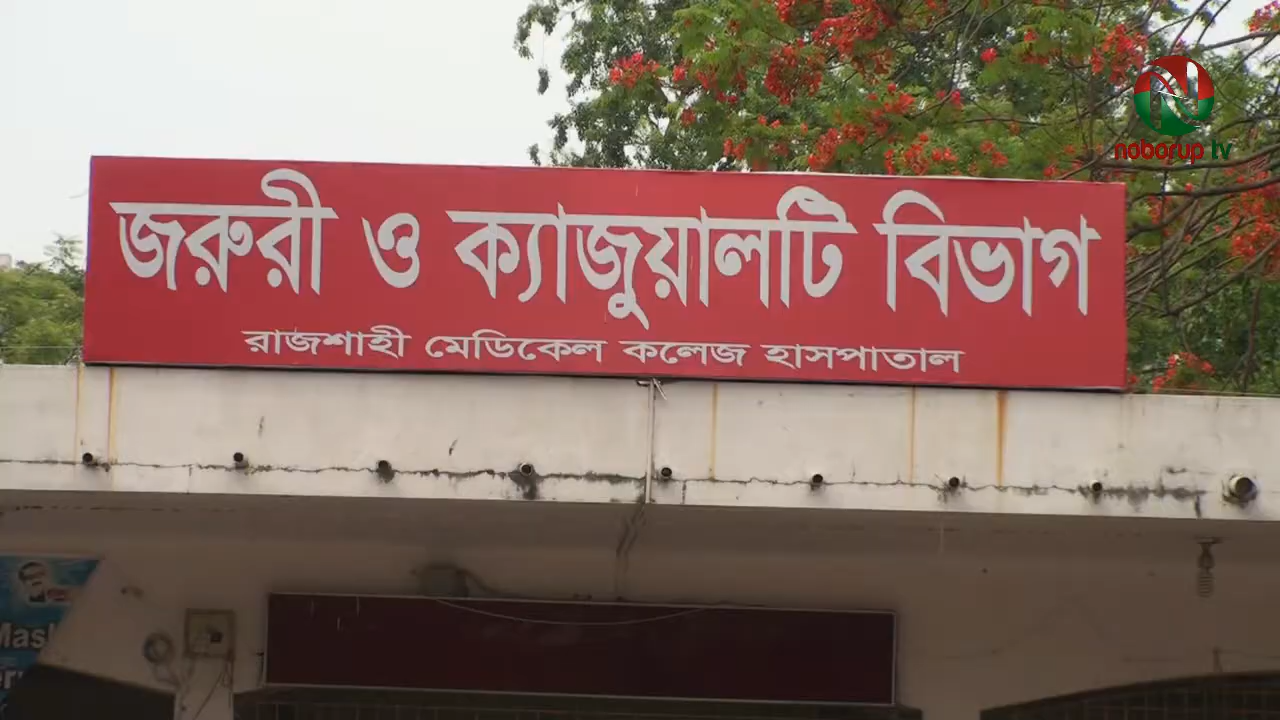 noborup tv
জরুরী ও ক্যাজুয়ালটি বিভাগ
রাজশাহী মেডিকেল কলেজ হাসপাতাল